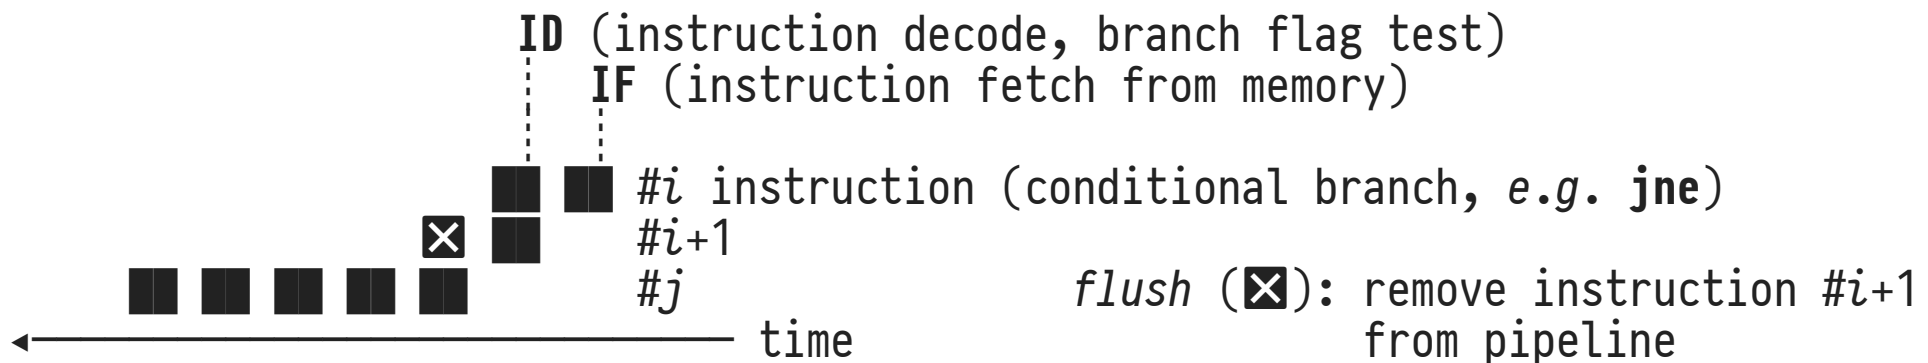 ID (instruction decode, branch flag test)
IF (instruction fetch from memory)
#i instruction (conditional branch, e.g. jne)
#i+1
#j flush (☒): remove instruction #i+1
time from pipeline